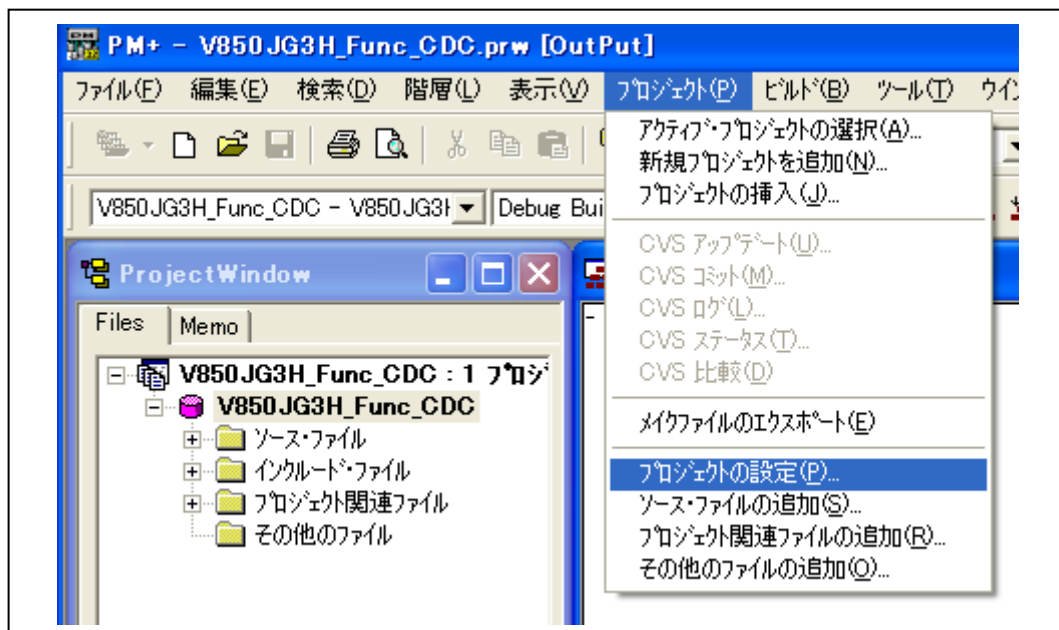 PM+ - V850JG3H_Func_CDC.prw [OutPut]
ファイル(F) 編集(E) 検索(D) 階層(L) 表示(V) プロジェクト(P) ビルド(B) ツール(T) ウイン
V850JG3H_Func_CDC - V850JG3H Debug Bui
アクティブ・プロジェクトの選択(A)...
新規プロジェクトを追加(N)...
プロジェクトの挿入(J)...
CVS アップデート(U)...
CVS コミット(M)...
CVS ログ(L)...
CVS ステータス(T)...
CVS 比較(D)
メイクファイルのエクスポート(E)
プロジェクトの設定(P)...
ソース・ファイルの追加(S)...
プロジェクト関連ファイルの追加(R)...
その他のファイルの追加(O)...
ProjectWindow
Files Memo
V850JG3H_Func_CDC : 1 プロジ
V850JG3H_Func_CDC
ソース・ファイル
インクルード・ファイル
プロジェクト関連ファイル
その他のファイル